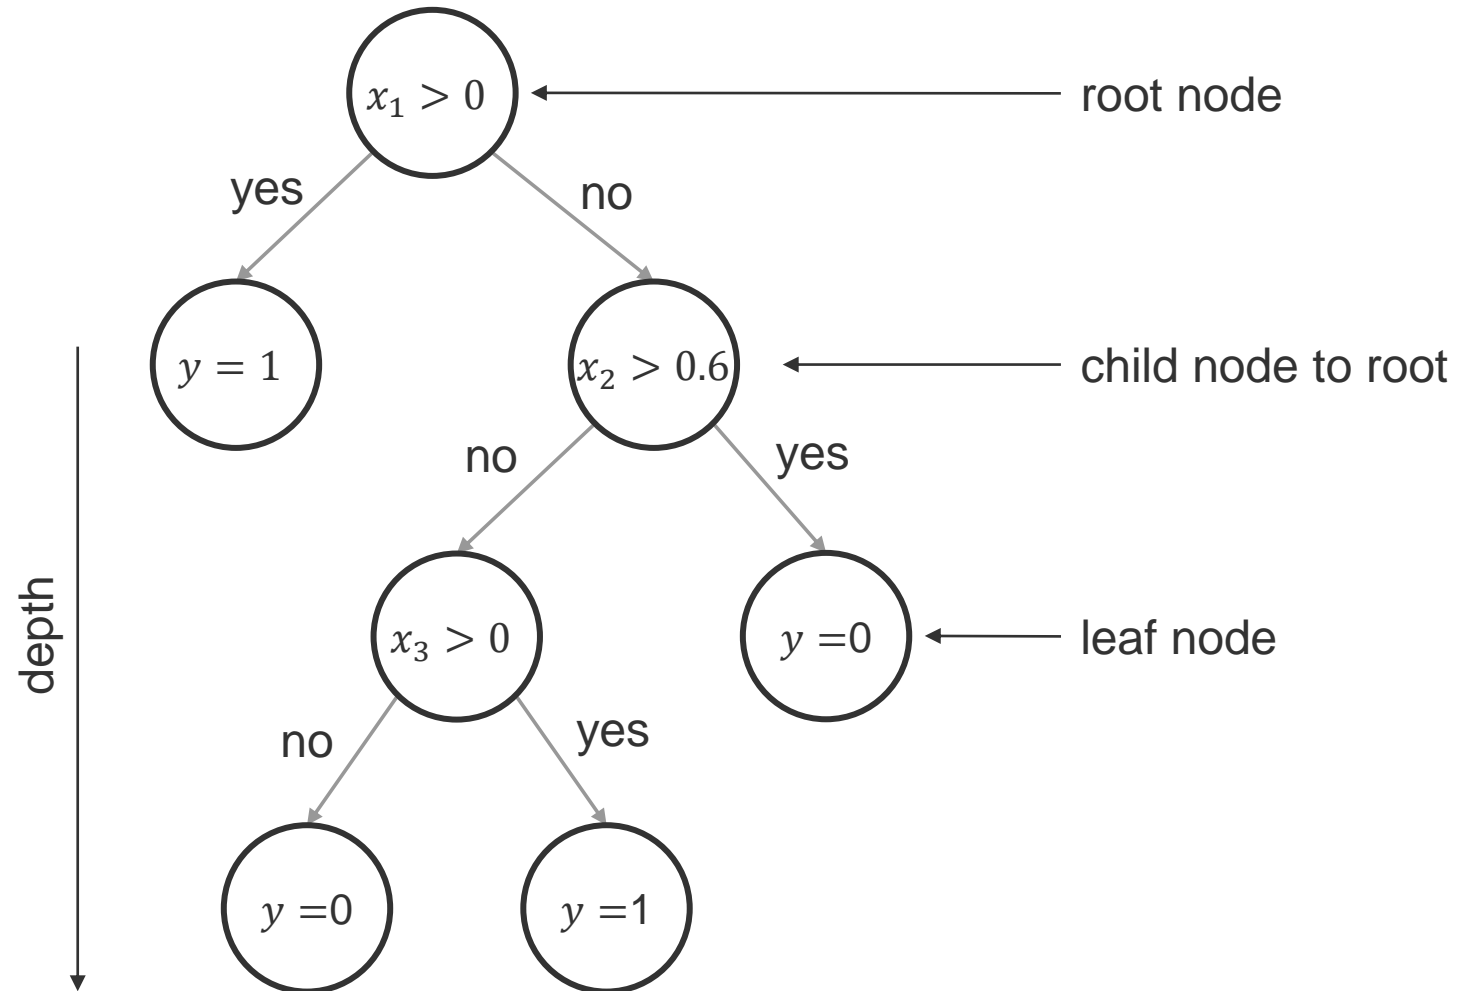 x₁ > 0
root node
yes
no
y = 1
x₂ > 0.6
child node to root
no
yes
depth
x₃ > 0
y =0
leaf node
no
yes
y =0
y =1